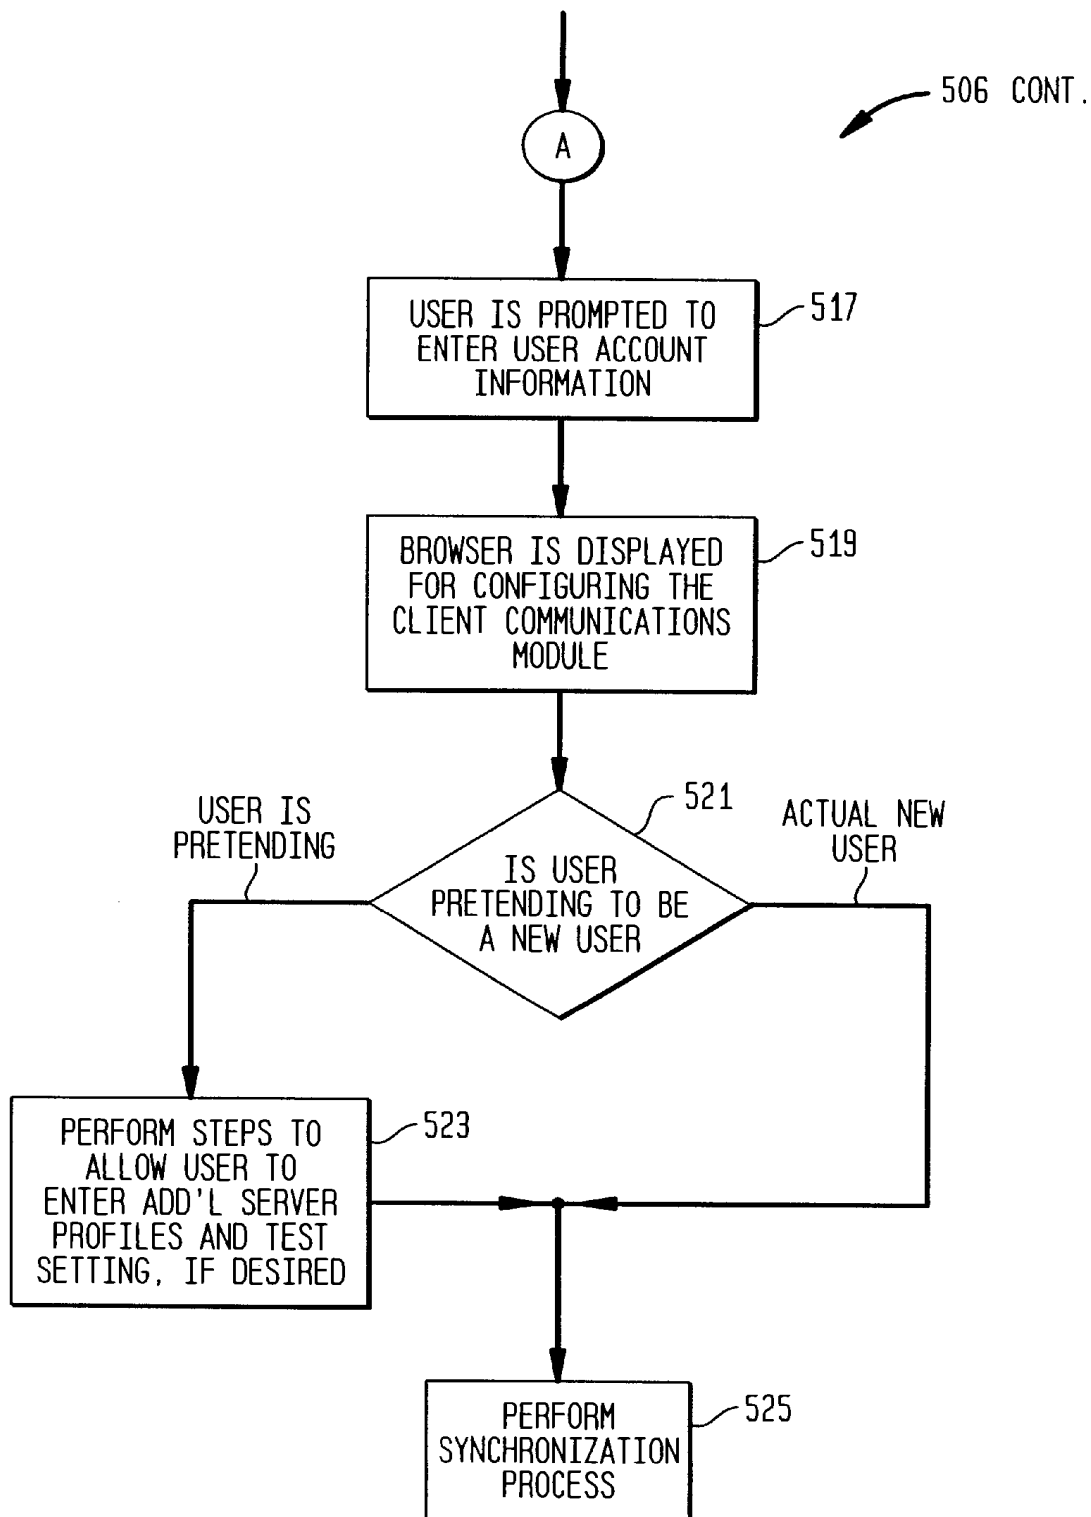 506 CONT.
A
USER IS PROMPTED TO
ENTER USER ACCOUNT
INFORMATION
517
BROWSER IS DISPLAYED
FOR CONFIGURING THE
CLIENT COMMUNICATIONS
MODULE
519
USER IS
PRETENDING
521
ACTUAL NEW
USER
IS USER
PRETENDING TO BE
A NEW USER
PERFORM STEPS TO
ALLOW USER TO
ENTER ADD'L SERVER
PROFILES AND TEST
SETTING, IF DESIRED
523
PERFORM
SYNCHRONIZATION
PROCESS
525